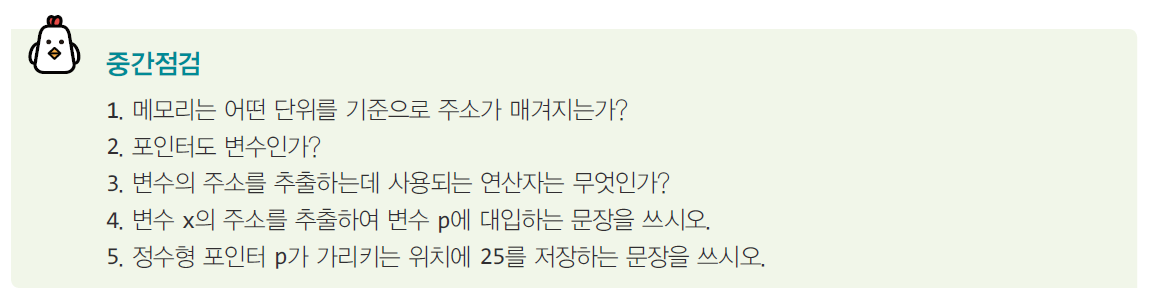 중간점검
1. 메모리는 어떤 단위를 기준으로 주소가 매겨지는가?
2. 포인터도 변수인가?
3. 변수의 주소를 추출하는데 사용되는 연산자는 무엇인가?
4. 변수 x의 주소를 추출하여 변수 p에 대입하는 문장을 쓰시오.
5. 정수형 포인터 p가 가리키는 위치에 25를 저장하는 문장을 쓰시오.